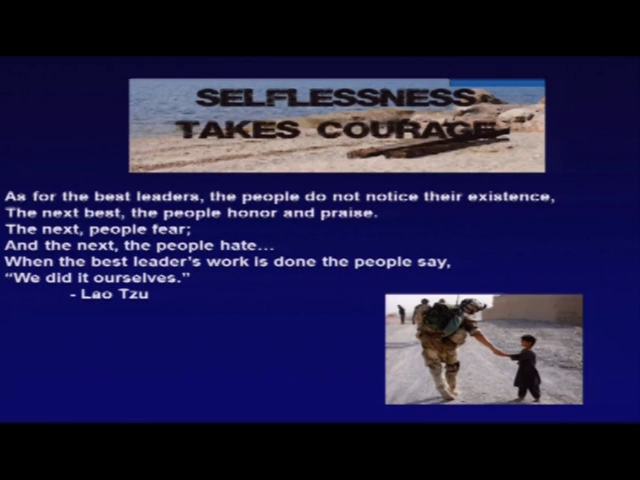 SELFLESSNESS
TAKES COURAGE
As for the best leaders, the people do not notice their existence,
The next best, the people honor and praise.
The next, people fear;
And the next, the people hate...
When the best leader's work is done the people say,
“We did it ourselves.”
- Lao Tzu